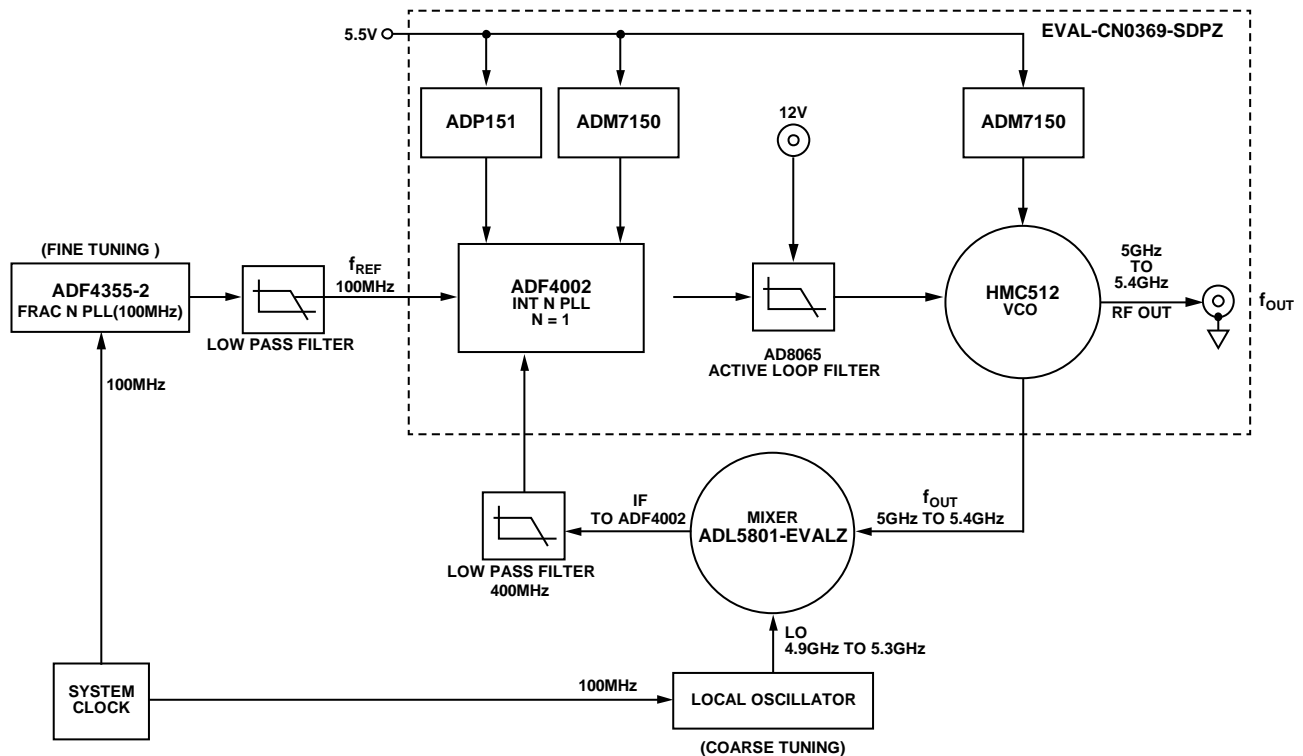 EVAL-CN0369-SDPZ
5.5V
ADP151
ADM7150
12V
ADM7150
(FINE TUNING )
ADF4355-2
FRAC N PLL(100MHz)
LOW PASS FILTER
fREF
100MHz
ADF4002
INT N PLL
N = 1
AD8065
ACTIVE LOOP FILTER
HMC512
VCO
5GHz
TO
5.4GHz
RF OUT
fOUT
100MHz
LOW PASS FILTER
400MHz
IF
TO ADF4002
MIXER
ADL5801-EVALZ
fOUT
5GHz TO 5.4GHz
LO
4.9GHz TO 5.3GHz
SYSTEM
CLOCK
100MHz
LOCAL OSCILLATOR
(COARSE TUNING)